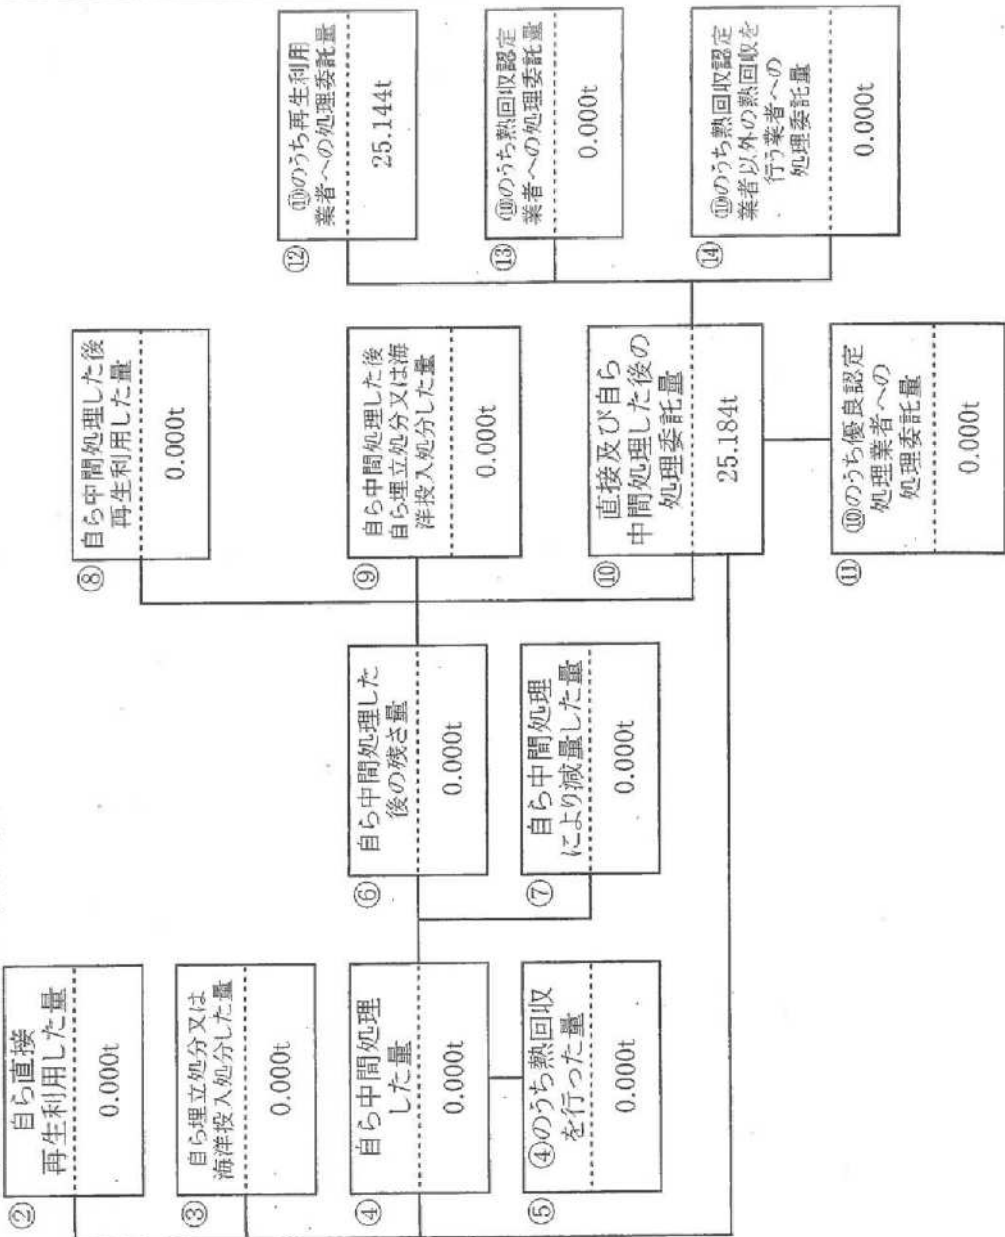 ②
自ら直接
再生利用した量
0.000t
③
自ら埋立処分又は
海洋投入処分した量
0.000t
④
自ら中間処理
した量
0.000t
⑤
④のうち熱回収
を行った量
0.000t
⑥
自ら中間処理した
後の残さ量
0.000t
⑦
自ら中間処理
により減量した量
0.000t
⑧
自ら中間処理した後
再生利用した量
0.000t
⑨
自ら中間処理した後
自ら埋立処分又は海
洋投入処分した量
0.000t
⑩
直接及び自ら
中間処理した後の
処理委託量
25.184t
⑪
⑩のうち優良認定
処理業者への
処理委託量
0.000t
⑫
⑩のうち再生利用
業者への処理委託量
25.144t
⑬
⑩のうち熱回収認定
業者への処理委託量
0.000t
⑭
⑩のうち熱回収認定
業者以外の熱回収を
行う業者への
処理委託量
0.000t